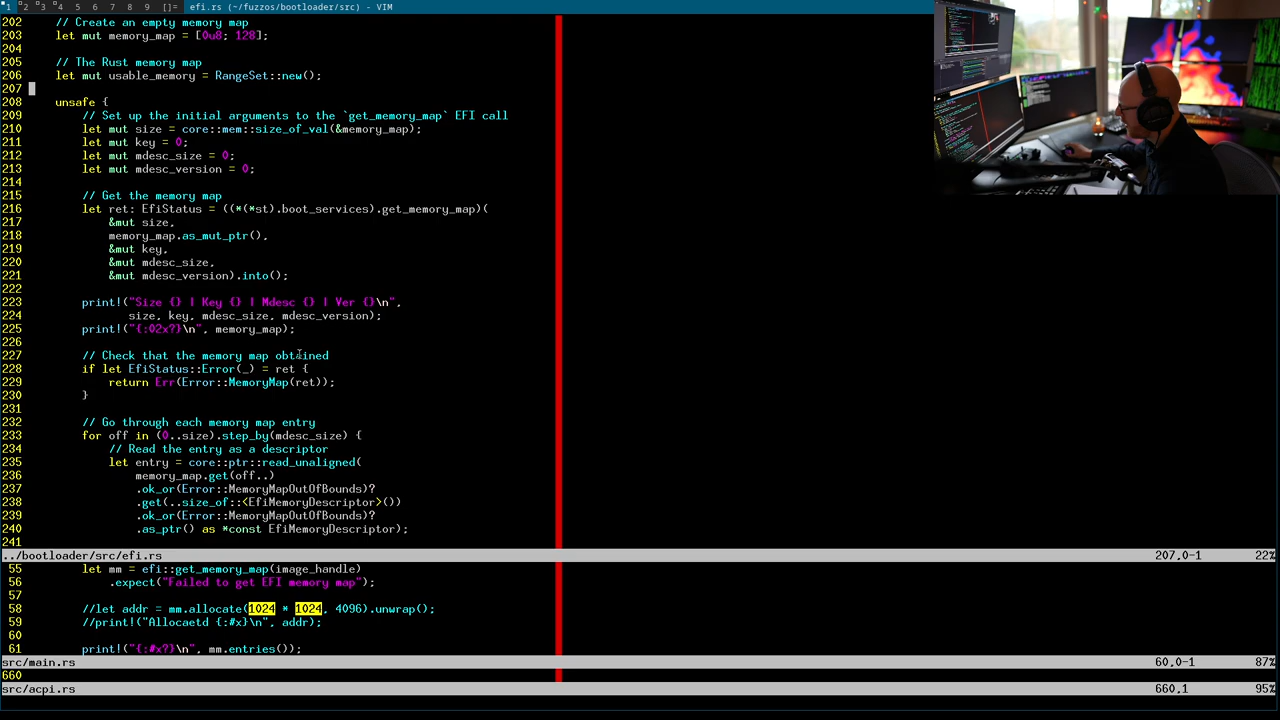 1 2 3 4 5 6 7 8 9 []= efi.rs (~/fuzzos/bootloader/src) - VIM
202 // Create an empty memory map
203 let mut memory_map = [0u8; 128];
204
205 // The Rust memory map
206 let mut usable_memory = RangeSet::new();
207
208 unsafe {
209 // Set up the initial arguments to the `get_memory_map` EFI call
210 let mut size = core::mem::size_of_val(&memory_map);
211 let mut key = 0;
212 let mut mdesc_size = 0;
213 let mut mdesc_version = 0;
214
215 // Get the memory map
216 let ret: EfiStatus = ((*(*st).boot_services).get_memory_map)(
217 &mut size,
218 memory_map.as_mut_ptr(),
219 &mut key,
220 &mut mdesc_size,
221 &mut mdesc_version).into();
222
223 print!("Size {} | Key {} | Mdesc {} | Ver {}\n",
224 size, key, mdesc_size, mdesc_version);
225 print!("{:02x?}\n", memory_map);
226
227 // Check that the memory map obtained
228 if let EfiStatus::Error(_) = ret {
229 return Err(Error::MemoryMap(ret));
230 }
231
232 // Go through each memory map entry
233 for off in (0..size).step_by(mdesc_size) {
234 // Read the entry as a descriptor
235 let entry = core::ptr::read_unaligned(
236 memory_map.get(off..)
237 .ok_or(Error::MemoryMapOutOfBounds)?
238 .get(..size_of::<EfiMemoryDescriptor>())
239 .ok_or(Error::MemoryMapOutOfBounds)?
240 .as_ptr() as *const EfiMemoryDescriptor);
241
../bootloader/src/efi.rs 207,0-1 22%
55 let mm = efi::get_memory_map(image_handle)
56 .expect("Failed to get EFI memory map");
57
58 //let addr = mm.allocate(1024 * 1024, 4096).unwrap();
59 //print!("Allocaetd {:#x}\n", addr);
60
61 print!("{:#x?}\n", mm.entries());
src/main.rs 60,0-1 87%
660
src/acpi.rs 660,1 95%